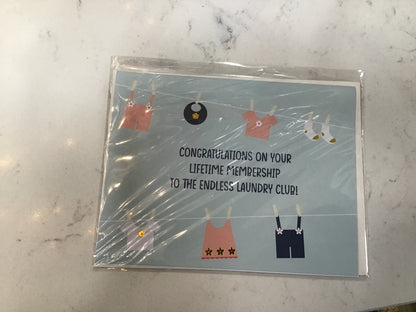 CONGRATULATIONS ON YOUR
LIFETIME MEMBERSHIP
TO THE ENDLESS LAUNDRY CLUB!